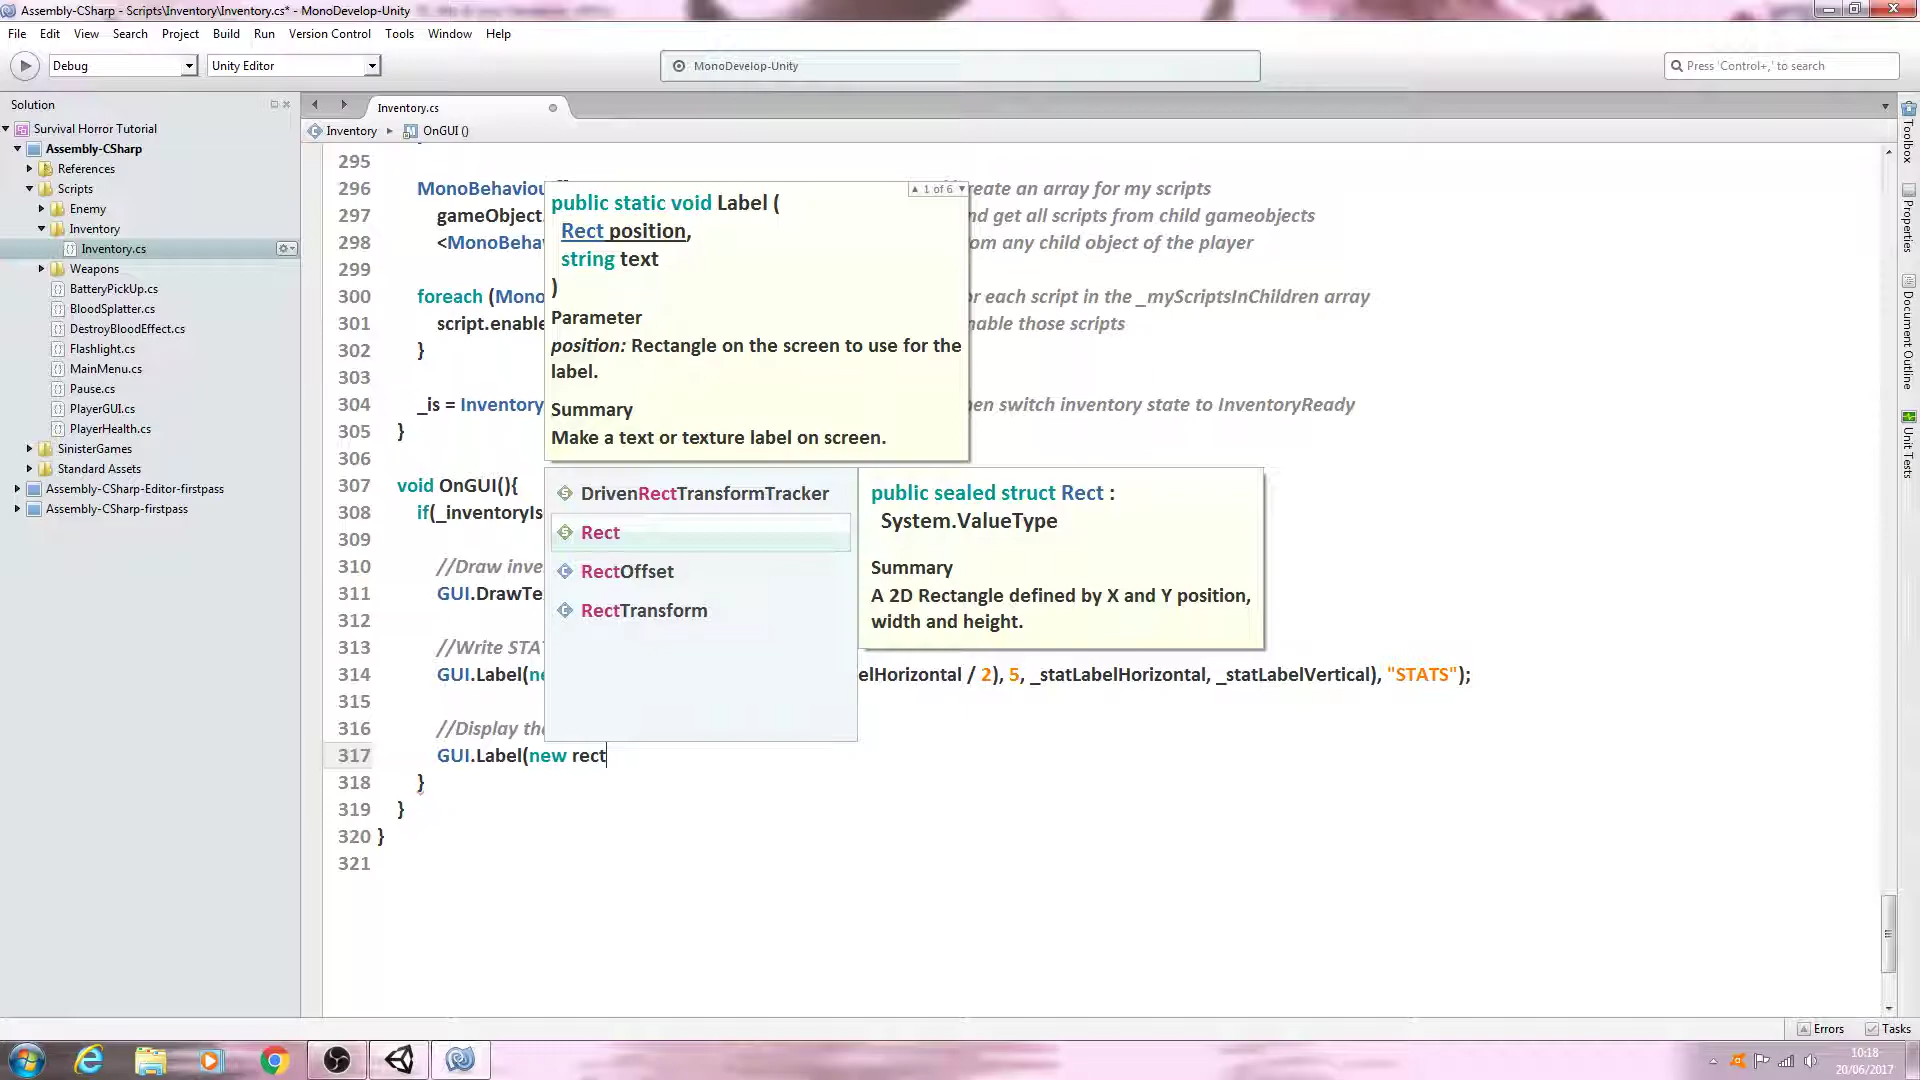 Assembly-CSharp - Scripts\Inventory\Inventory.cs* - MonoDevelop-Unity
File Edit View Search Project Build Run Version Control Tools Window Help
Debug
Unity Editor
MonoDevelop-Unity
Press 'Control+,' to search
Solution
Survival Horror Tutorial
Assembly-CSharp
References
Scripts
Enemy
Inventory
Inventory.cs
Weapons
BatteryPickUp.cs
BloodSplatter.cs
DestroyBloodEffect.cs
Flashlight.cs
MainMenu.cs
Pause.cs
PlayerGUI.cs
PlayerHealth.cs
SinisterGames
Standard Assets
Assembly-CSharp-Editor-firstpass
Assembly-CSharp-firstpass
Inventory.cs
Inventory OnGUI ()
295
296 MonoBehaviou reate an array for my scripts
297 gameObject. nd get all scripts from child gameobjects
298 <MonoBehav om any child object of the player
299
300 foreach (Mono r each script in the _myScriptsInChildren array
301 script.enable nable those scripts
302 }
303
304 _is = Inventory en switch inventory state to InventoryReady
305 }
306
307 void OnGUI(){
308 if(_inventoryIs
309
310 //Draw inve
311 GUI.DrawTe
312
313 //Write STA
314 GUI.Label(ne elHorizontal / 2), 5, _statLabelHorizontal, _statLabelVertical), "STATS");
315
316 //Display the
317 GUI.Label(new rect
318 }
319 }
320 }
321
1 of 6
public static void Label (
Rect position,
string text
)
Parameter
position: Rectangle on the screen to use for the
label.
Summary
Make a text or texture label on screen.
DrivenRectTransformTracker
Rect
RectOffset
RectTransform
public sealed struct Rect :
System.ValueType
Summary
A 2D Rectangle defined by X and Y position,
width and height.
Toolbox
Properties
Document Outline
Unit Tests
Errors
Tasks
10:18
20/06/2017